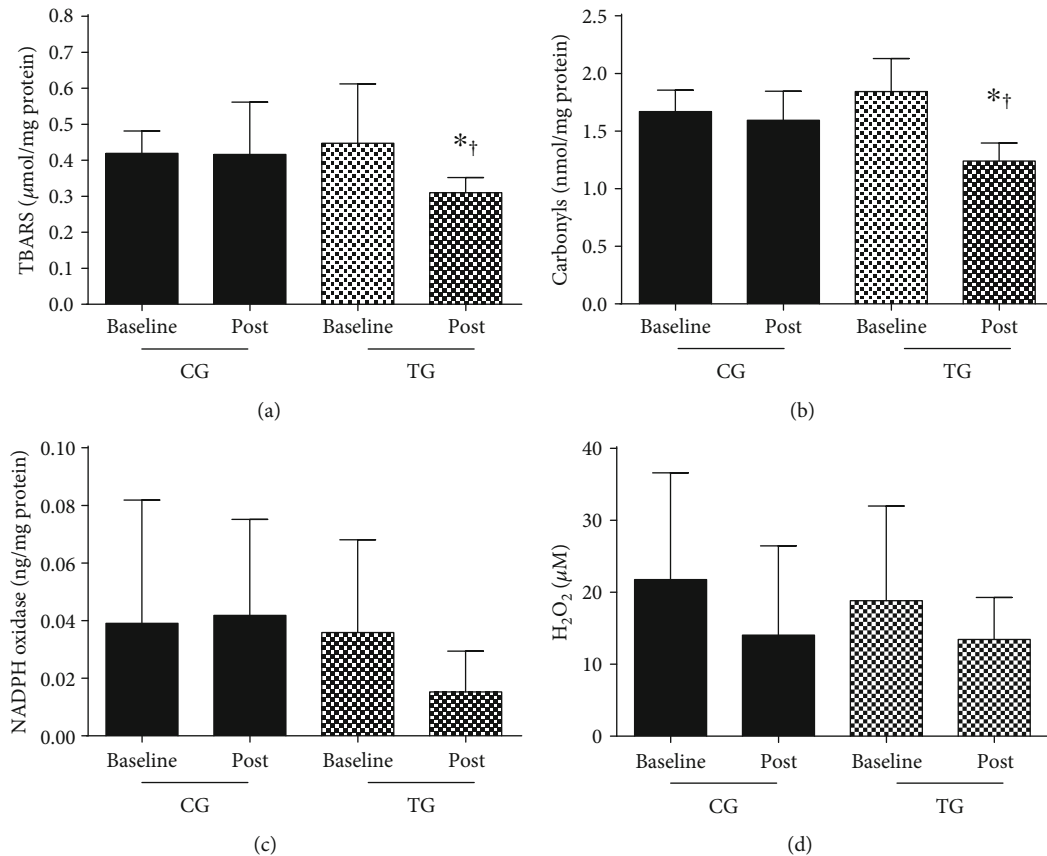 TBARS (μmol/mg protein)
0.8
0.7
0.6
0.5
0.4
0.3
0.2
0.1
0.0
*†
Baseline Post Baseline Post
CG TG
(a)
Carbonyls (nmol/mg protein)
2.5
2.0
1.5
1.0
0.5
0.0
*†
Baseline Post Baseline Post
CG TG
(b)
NADPH oxidase (ng/mg protein)
0.10
0.08
0.06
0.04
0.02
0.00
Baseline Post Baseline Post
CG TG
(c)
H₂O₂ (μM)
40
30
20
10
0
Baseline Post Baseline Post
CG TG
(d)